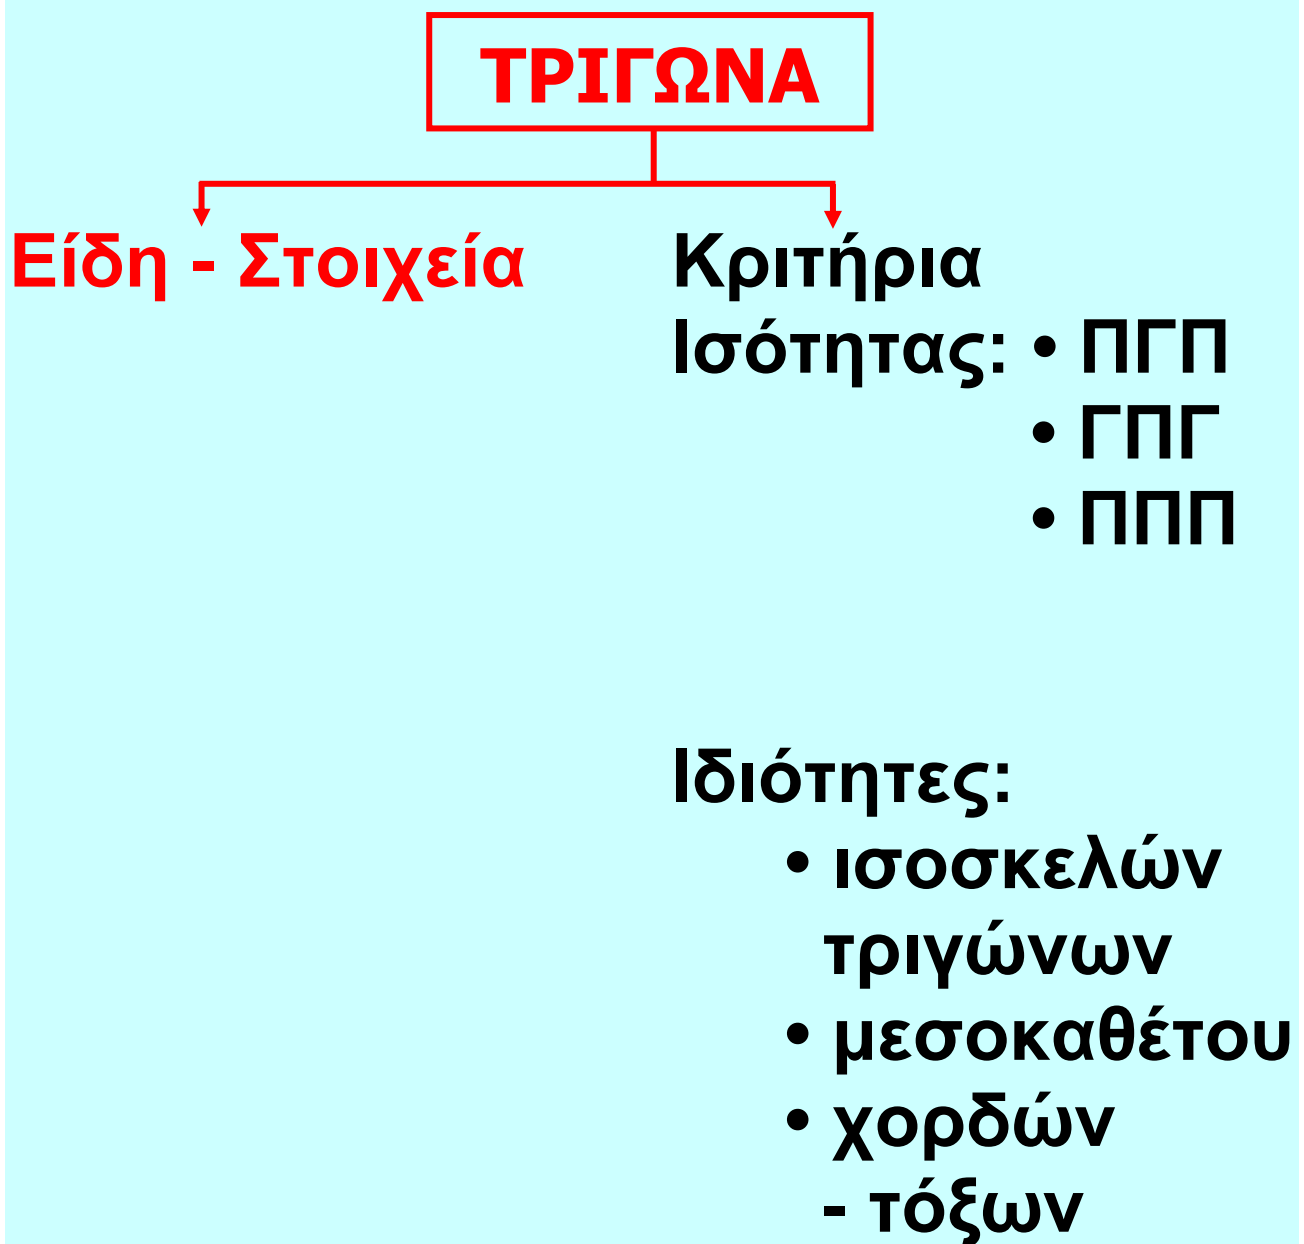 ΤΡΙΓΩΝΑ
Είδη - Στοιχεία
Κριτήρια
Ισότητας: • ΠΓΠ
• ΓΠΓ
• ΠΠΠ
Ιδιότητες:
• ισοσκελών
τριγώνων
• μεσοκαθέτου
• χορδών
- τόξων